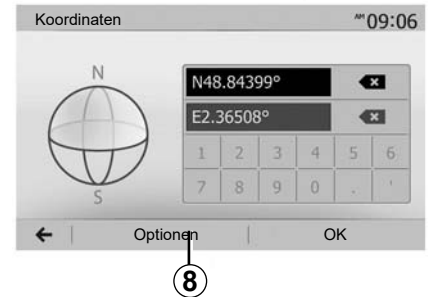 Koordinaten
AM 09:06
N
S
N48.84399°
E2.36508°
1 2 3 4 5 6
7 8 9 0 . '
Optionen
OK
8